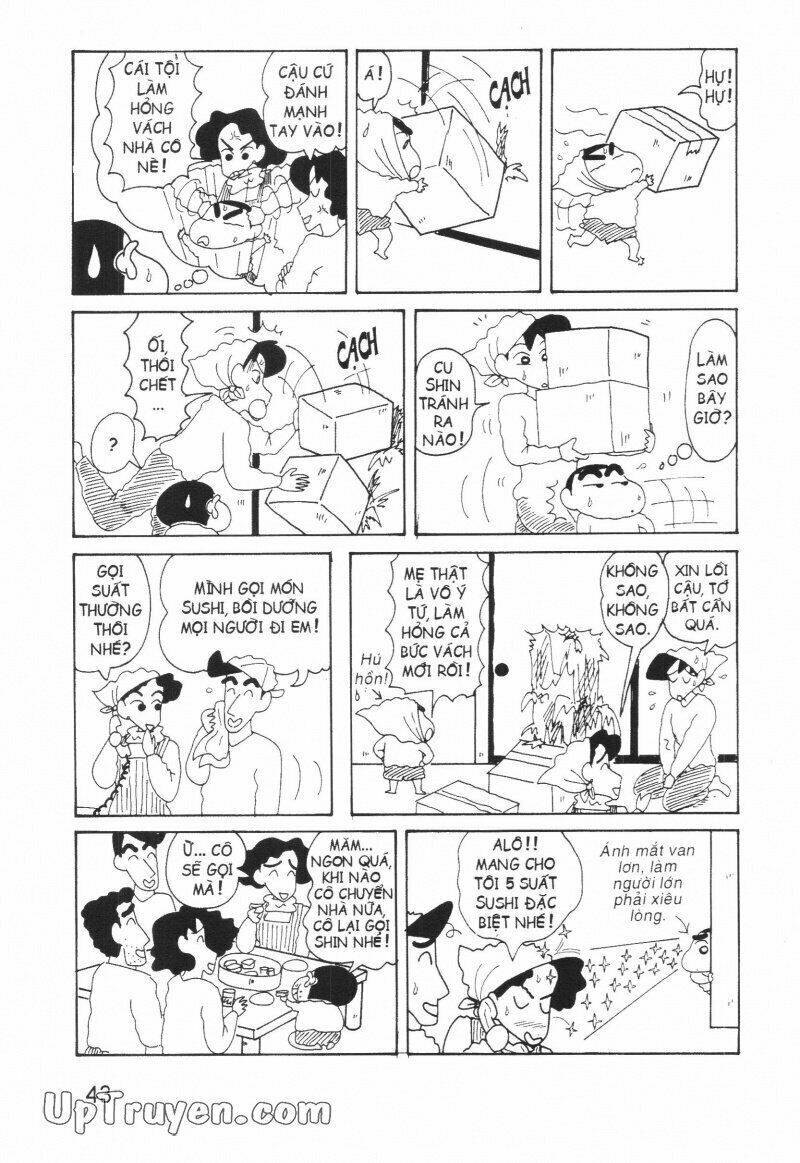 HỰ!
HỰ!
Á!
CẠCH
CẬU CỨ
ĐÁNH
MẠNH
TAY VÀO!
CÁI TỘI
LÀM
HỎNG
VÁCH
NHÀ CÔ
NÈ!
LÀM
SAO
BÂY
GIỜ?
CU
SHIN
TRÁNH
RA
NÀO!
CẠCH
ỐI,
THÔI
CHẾT
...
?
XIN LỖI
CẬU, TỚ
BẤT CẨN
QUÁ.
KHÔNG
SAO,
KHÔNG
SAO.
MẸ THẬT
LÀ VÔ Ý
TỨ, LÀM
HỎNG CẢ
BỨC VÁCH
MỚI RỒI!
Hú
hồn!
MÌNH GỌI MÓN
SUSHI, BỒI DƯỠNG
MỌI NGƯỜI ĐI EM!
GỌI
SUẤT
THƯỜNG
THÔI
NHÉ?
Ánh mắt van
lơn, làm
người lớn
phải xiêu
lòng.
ALÔ!!
MANG CHO
TÔI 5 SUẤT
SUSHI ĐẶC
BIỆT NHÉ!
MĂM...
NGON QUÁ,
KHI NÀO
CÔ CHUYỂN
NHÀ NỮA,
CÔ LẠI GỌI
SHIN NHÉ!
Ừ... CÔ
SẼ GỌI
MÀ!
43
UpTruyen.com